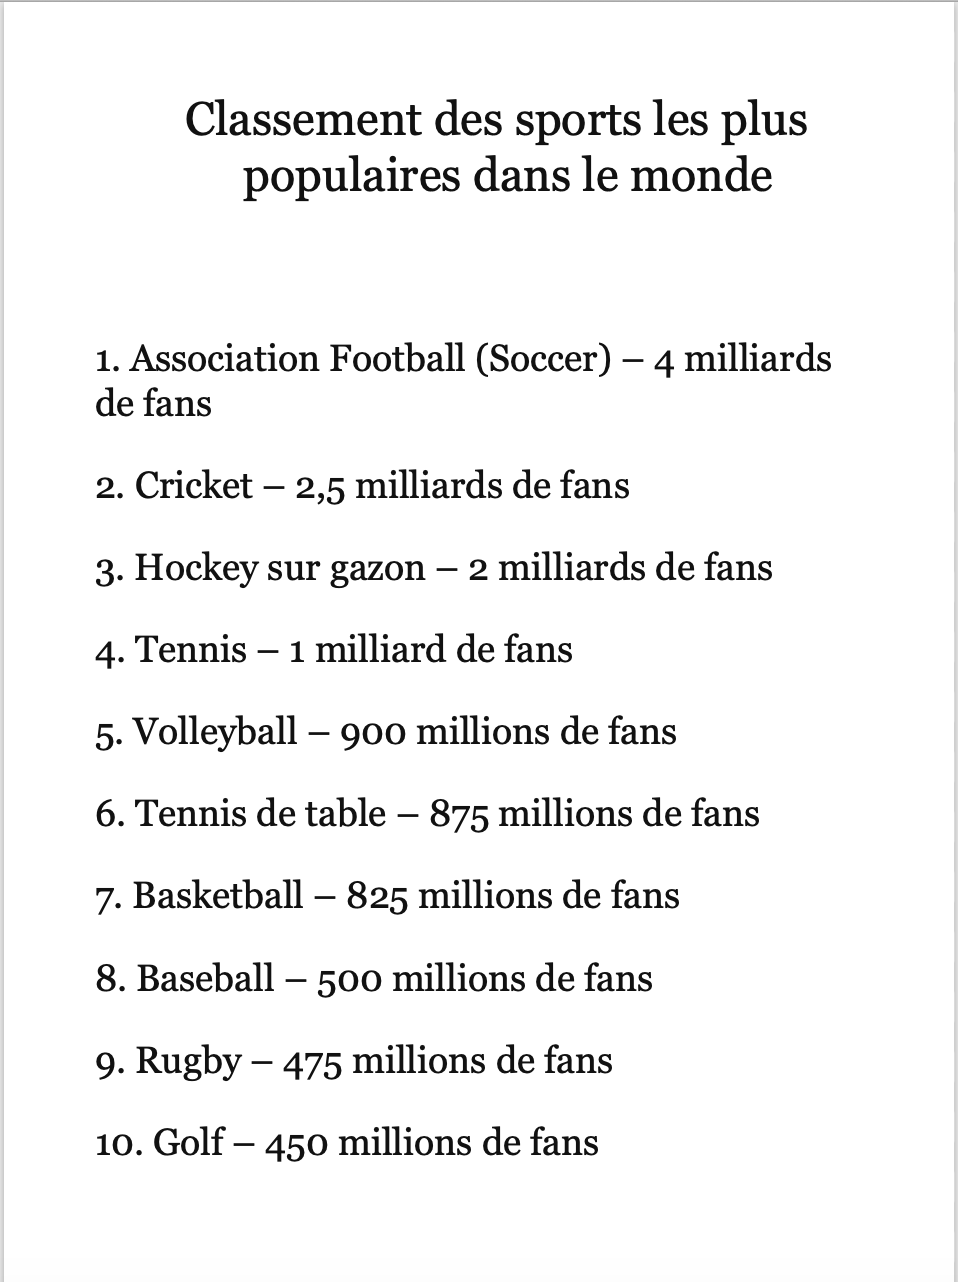 Classement des sports les plus
populaires dans le monde
1. Association Football (Soccer) – 4 milliards
de fans
2. Cricket – 2,5 milliards de fans
3. Hockey sur gazon – 2 milliards de fans
4. Tennis – 1 milliard de fans
5. Volleyball – 900 millions de fans
6. Tennis de table – 875 millions de fans
7. Basketball – 825 millions de fans
8. Baseball – 500 millions de fans
9. Rugby – 475 millions de fans
10. Golf – 450 millions de fans